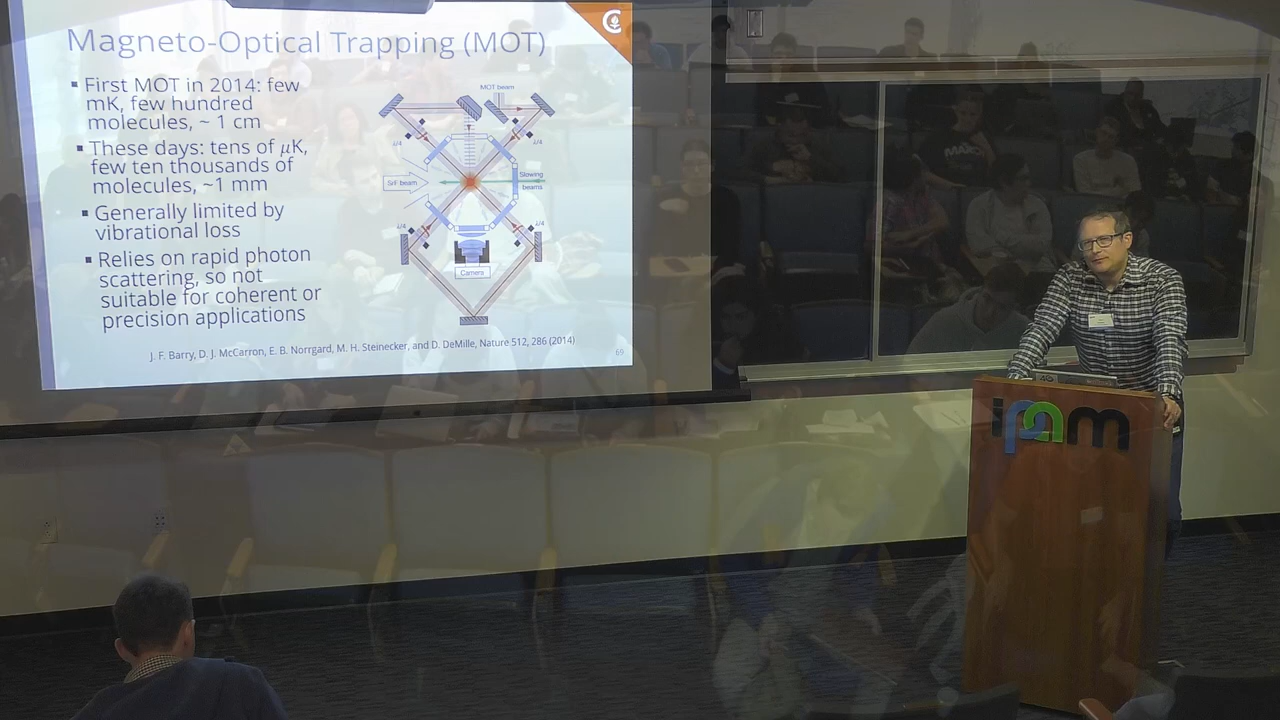 Magneto-Optical Trapping (MOT)
▪ First MOT in 2014: few
mK, few hundred
molecules, ~ 1 cm
▪ These days: tens of μK,
few ten thousands of
molecules, ~1 mm
▪ Generally limited by
vibrational loss
▪ Relies on rapid photon
scattering, so not
suitable for coherent or
precision applications
MOT beam
λ/4
λ/4
SrF beam
Slowing
beams
λ/4
λ/4
Camera
J. F. Barry, D. J. McCarron, E. B. Norrgard, M. H. Steinecker, and D. DeMille, Nature 512, 286 (2014)
69
ipam